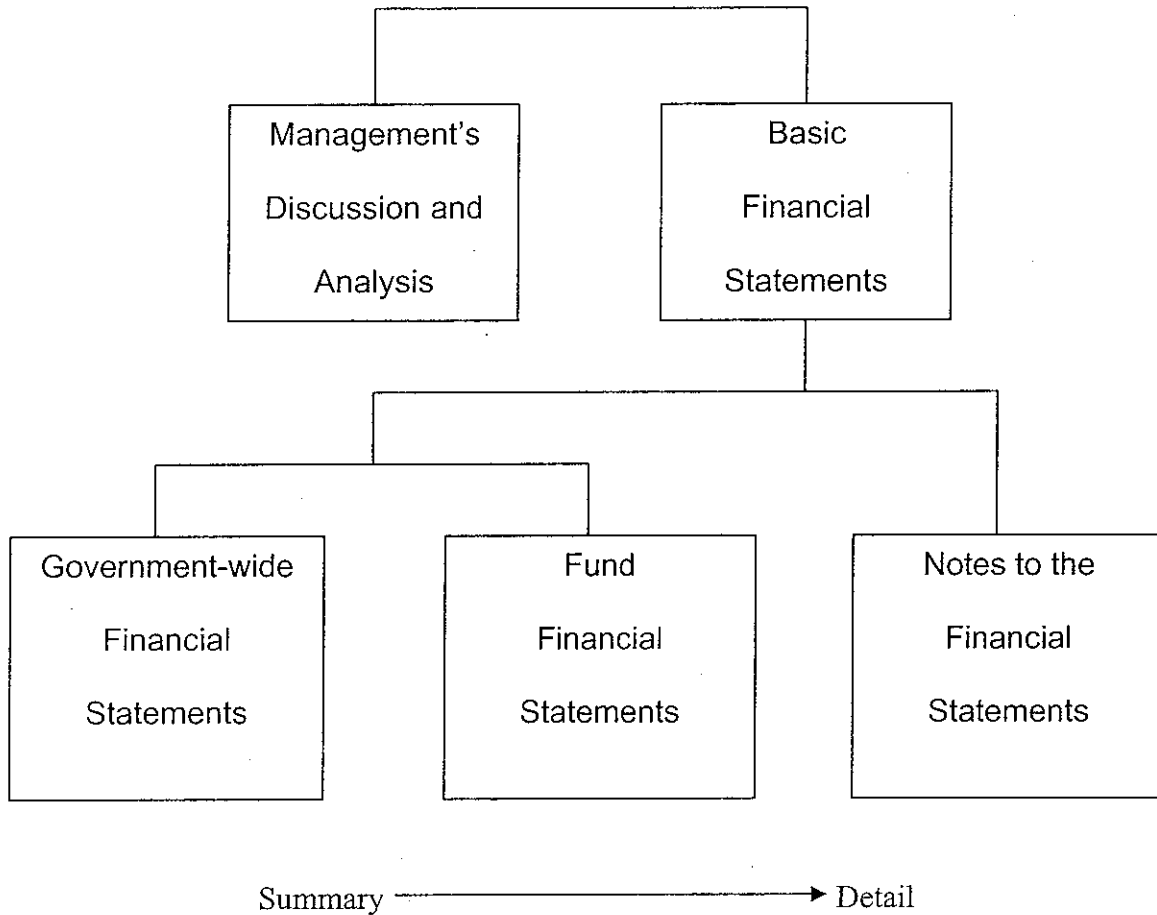 Management's
Discussion and
Analysis
Basic
Financial
Statements
Government-wide
Financial
Statements
Fund
Financial
Statements
Notes to the
Financial
Statements
Summary
Detail